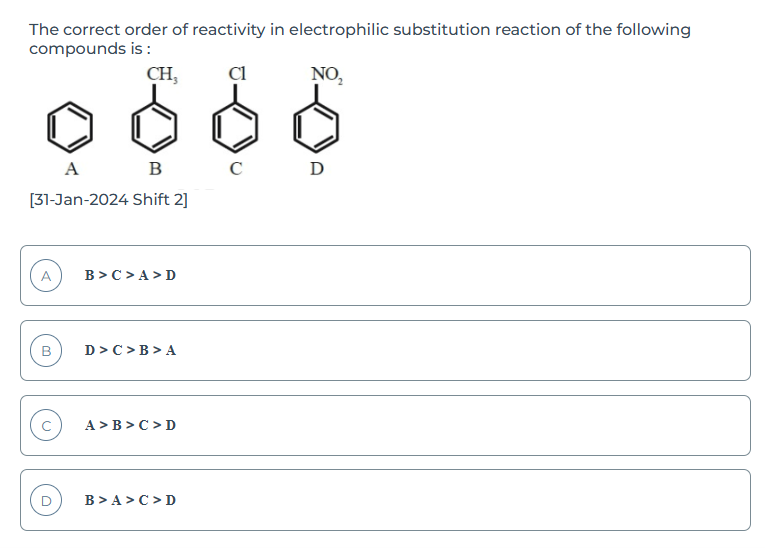 The correct order of reactivity in electrophilic substitution reaction of the following
compounds is :
CH₃ Cl NO₂
A B C D
[31-Jan-2024 Shift 2]
A B > C > A > D
B D > C > B > A
C A > B > C > D
D B > A > C > D